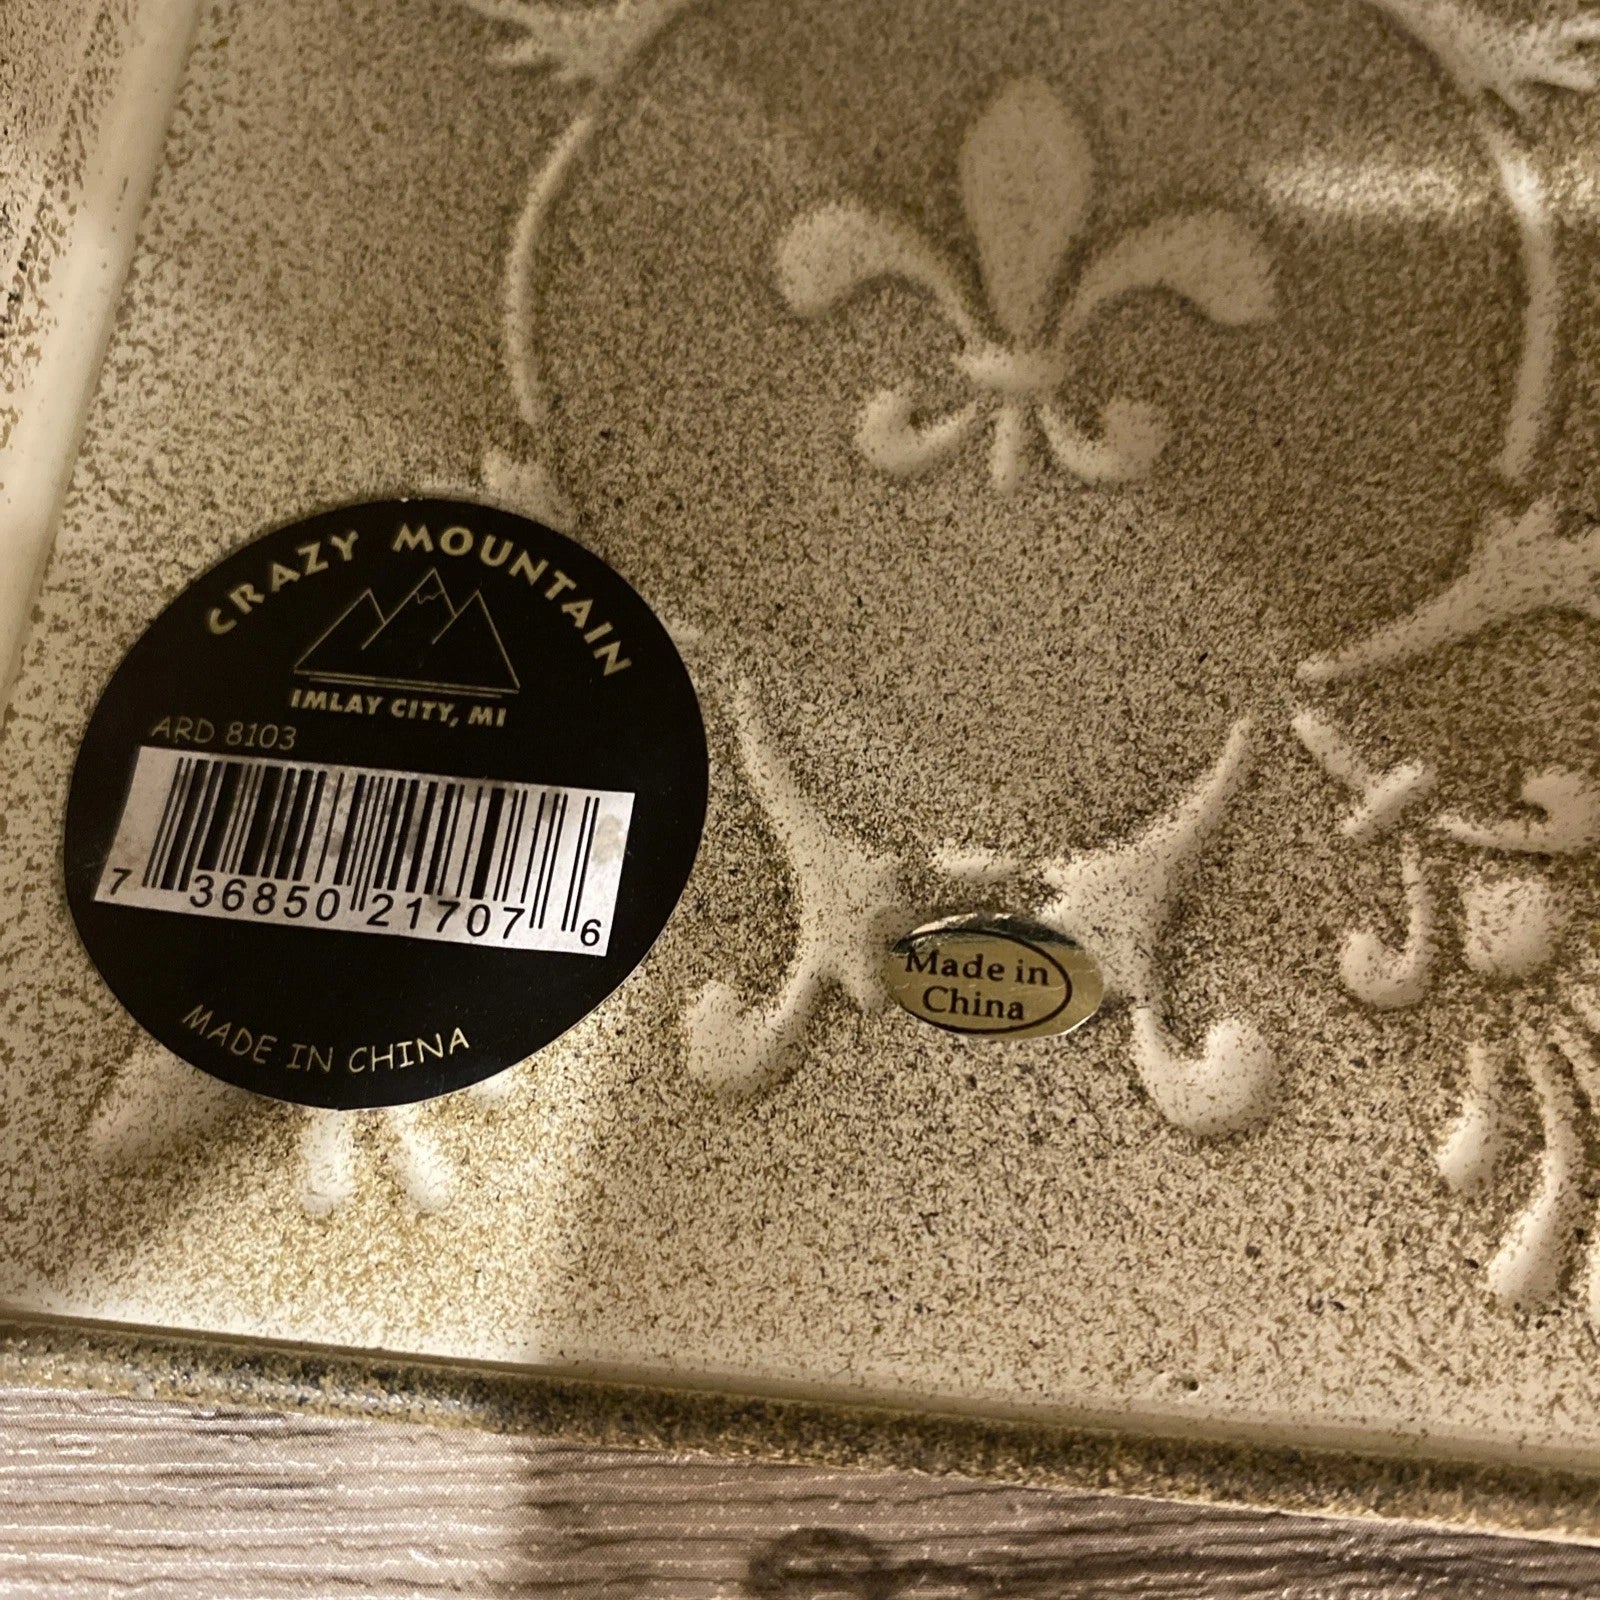 CRAZY MOUNTAIN
IMLAY CITY, MI
ARD 8103
7 36850 21707 6
MADE IN CHINA
Made in
China